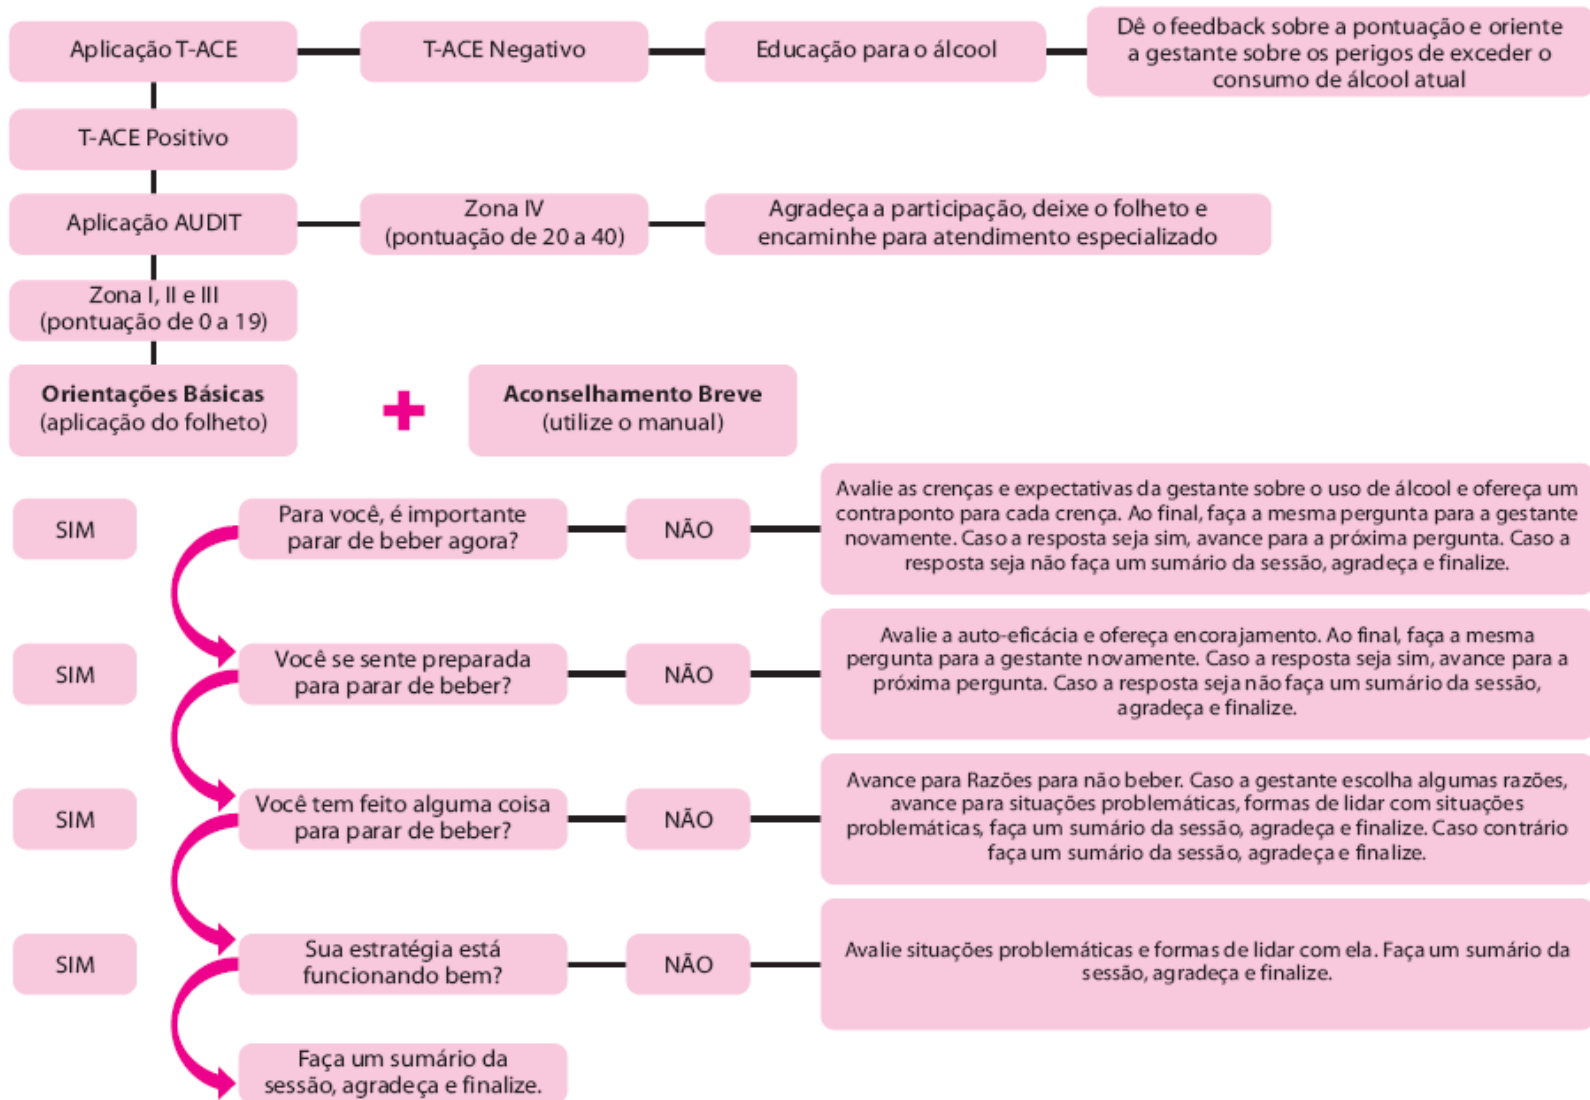 Aplicação T-ACE
T-ACE Negativo
Educação para o álcool
Dê o feedback sobre a pontuação e oriente
a gestante sobre os perigos de exceder o
consumo de álcool atual
T-ACE Positivo
Aplicação AUDIT
Zona IV
(pontuação de 20 a 40)
Agradeça a participação, deixe o folheto e
encaminhe para atendimento especializado
Zona I, II e III
(pontuação de 0 a 19)
Orientações Básicas
(aplicação do folheto)
+
Aconselhamento Breve
(utilize o manual)
SIM
Para você, é importante
parar de beber agora?
NÃO
Avalie as crenças e expectativas da gestante sobre o uso de álcool e ofereça um
contraponto para cada crença. Ao final, faça a mesma pergunta para a gestante
novamente. Caso a resposta seja sim, avance para a próxima pergunta. Caso a
resposta seja não faça um sumário da sessão, agradeça e finalize.
SIM
Você se sente preparada
para parar de beber?
NÃO
Avalie a auto-eficácia e ofereça encorajamento. Ao final, faça a mesma
pergunta para a gestante novamente. Caso a resposta seja sim, avance para a
próxima pergunta. Caso a resposta seja não faça um sumário da sessão,
agradeça e finalize.
SIM
Você tem feito alguma coisa
para parar de beber?
NÃO
Avance para Razões para não beber. Caso a gestante escolha algumas razões,
avance para situações problemáticas, formas de lidar com situações
problemáticas, faça um sumário da sessão, agradeça e finalize. Caso contrário
faça um sumário da sessão, agradeça e finalize.
SIM
Sua estratégia está
funcionando bem?
NÃO
Avalie situações problemáticas e formas de lidar com ela. Faça um sumário da
sessão, agradeça e finalize.
Faça um sumário da
sessão, agradeça e finalize.